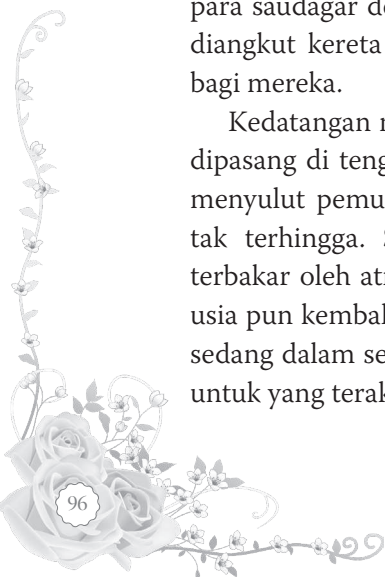 para saudagar de
diangkut kereta
bagi mereka.
Kedatangan
dipasang di teng
menyulut pemu
tak terhingga.
terbakar oleh at
usia pun kembal
sedang dalam se
untuk yang terak
96